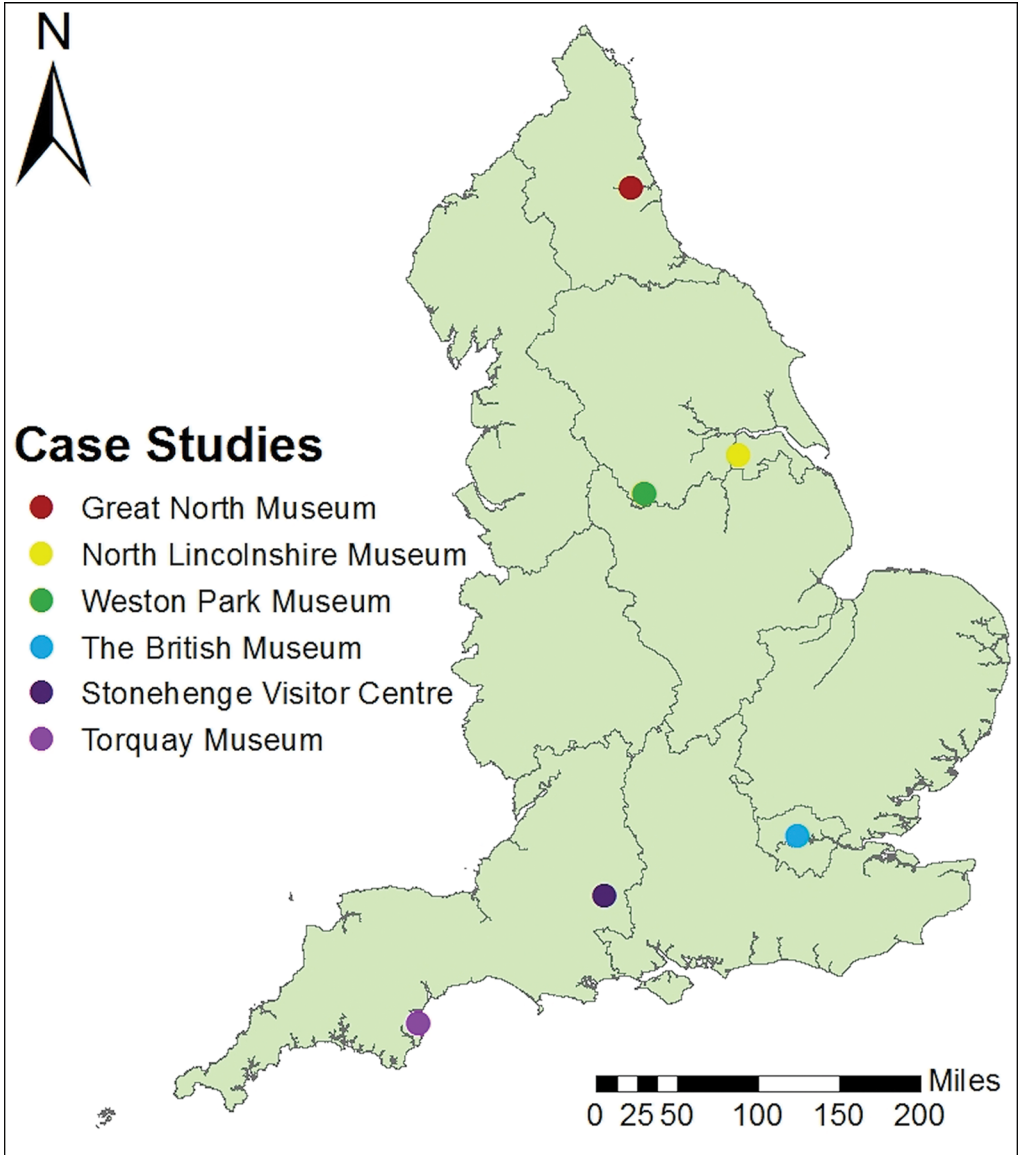 N
Case Studies
Great North Museum
North Lincolnshire Museum
Weston Park Museum
The British Museum
Stonehenge Visitor Centre
Torquay Museum
Miles
0 25 50 100 150 200